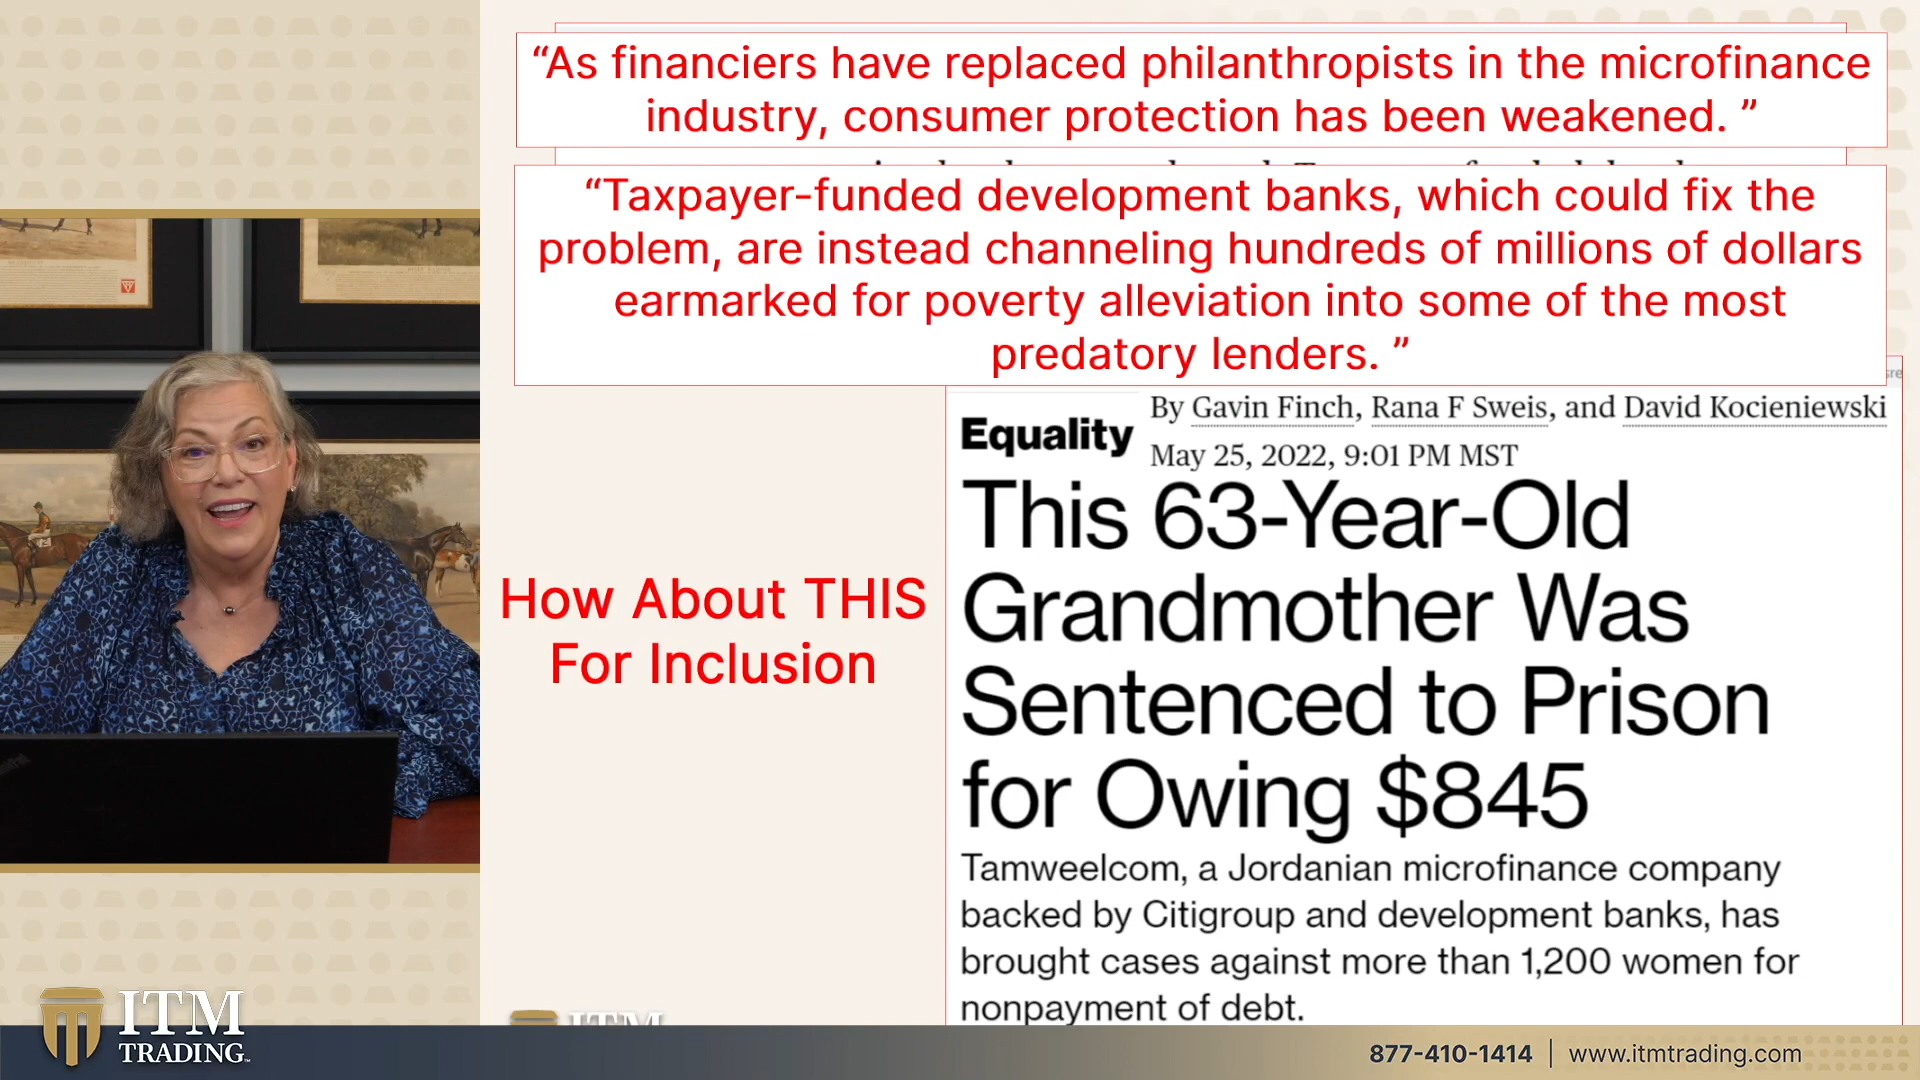 “As financiers have replaced philanthropists in the microfinance
industry, consumer protection has been weakened. ”
“Taxpayer-funded development banks, which could fix the
problem, are instead channeling hundreds of millions of dollars
earmarked for poverty alleviation into some of the most
predatory lenders. ”
How About THIS
For Inclusion
Equality
By Gavin Finch, Rana F Sweis, and David Kocieniewski
May 25, 2022, 9:01 PM MST
This 63-Year-Old
Grandmother Was
Sentenced to Prison
for Owing $845
Tamweelcom, a Jordanian microfinance company
backed by Citigroup and development banks, has
brought cases against more than 1,200 women for
nonpayment of debt.
ITM
ITM
TRADING
877-410-1414 | www.itmtrading.com